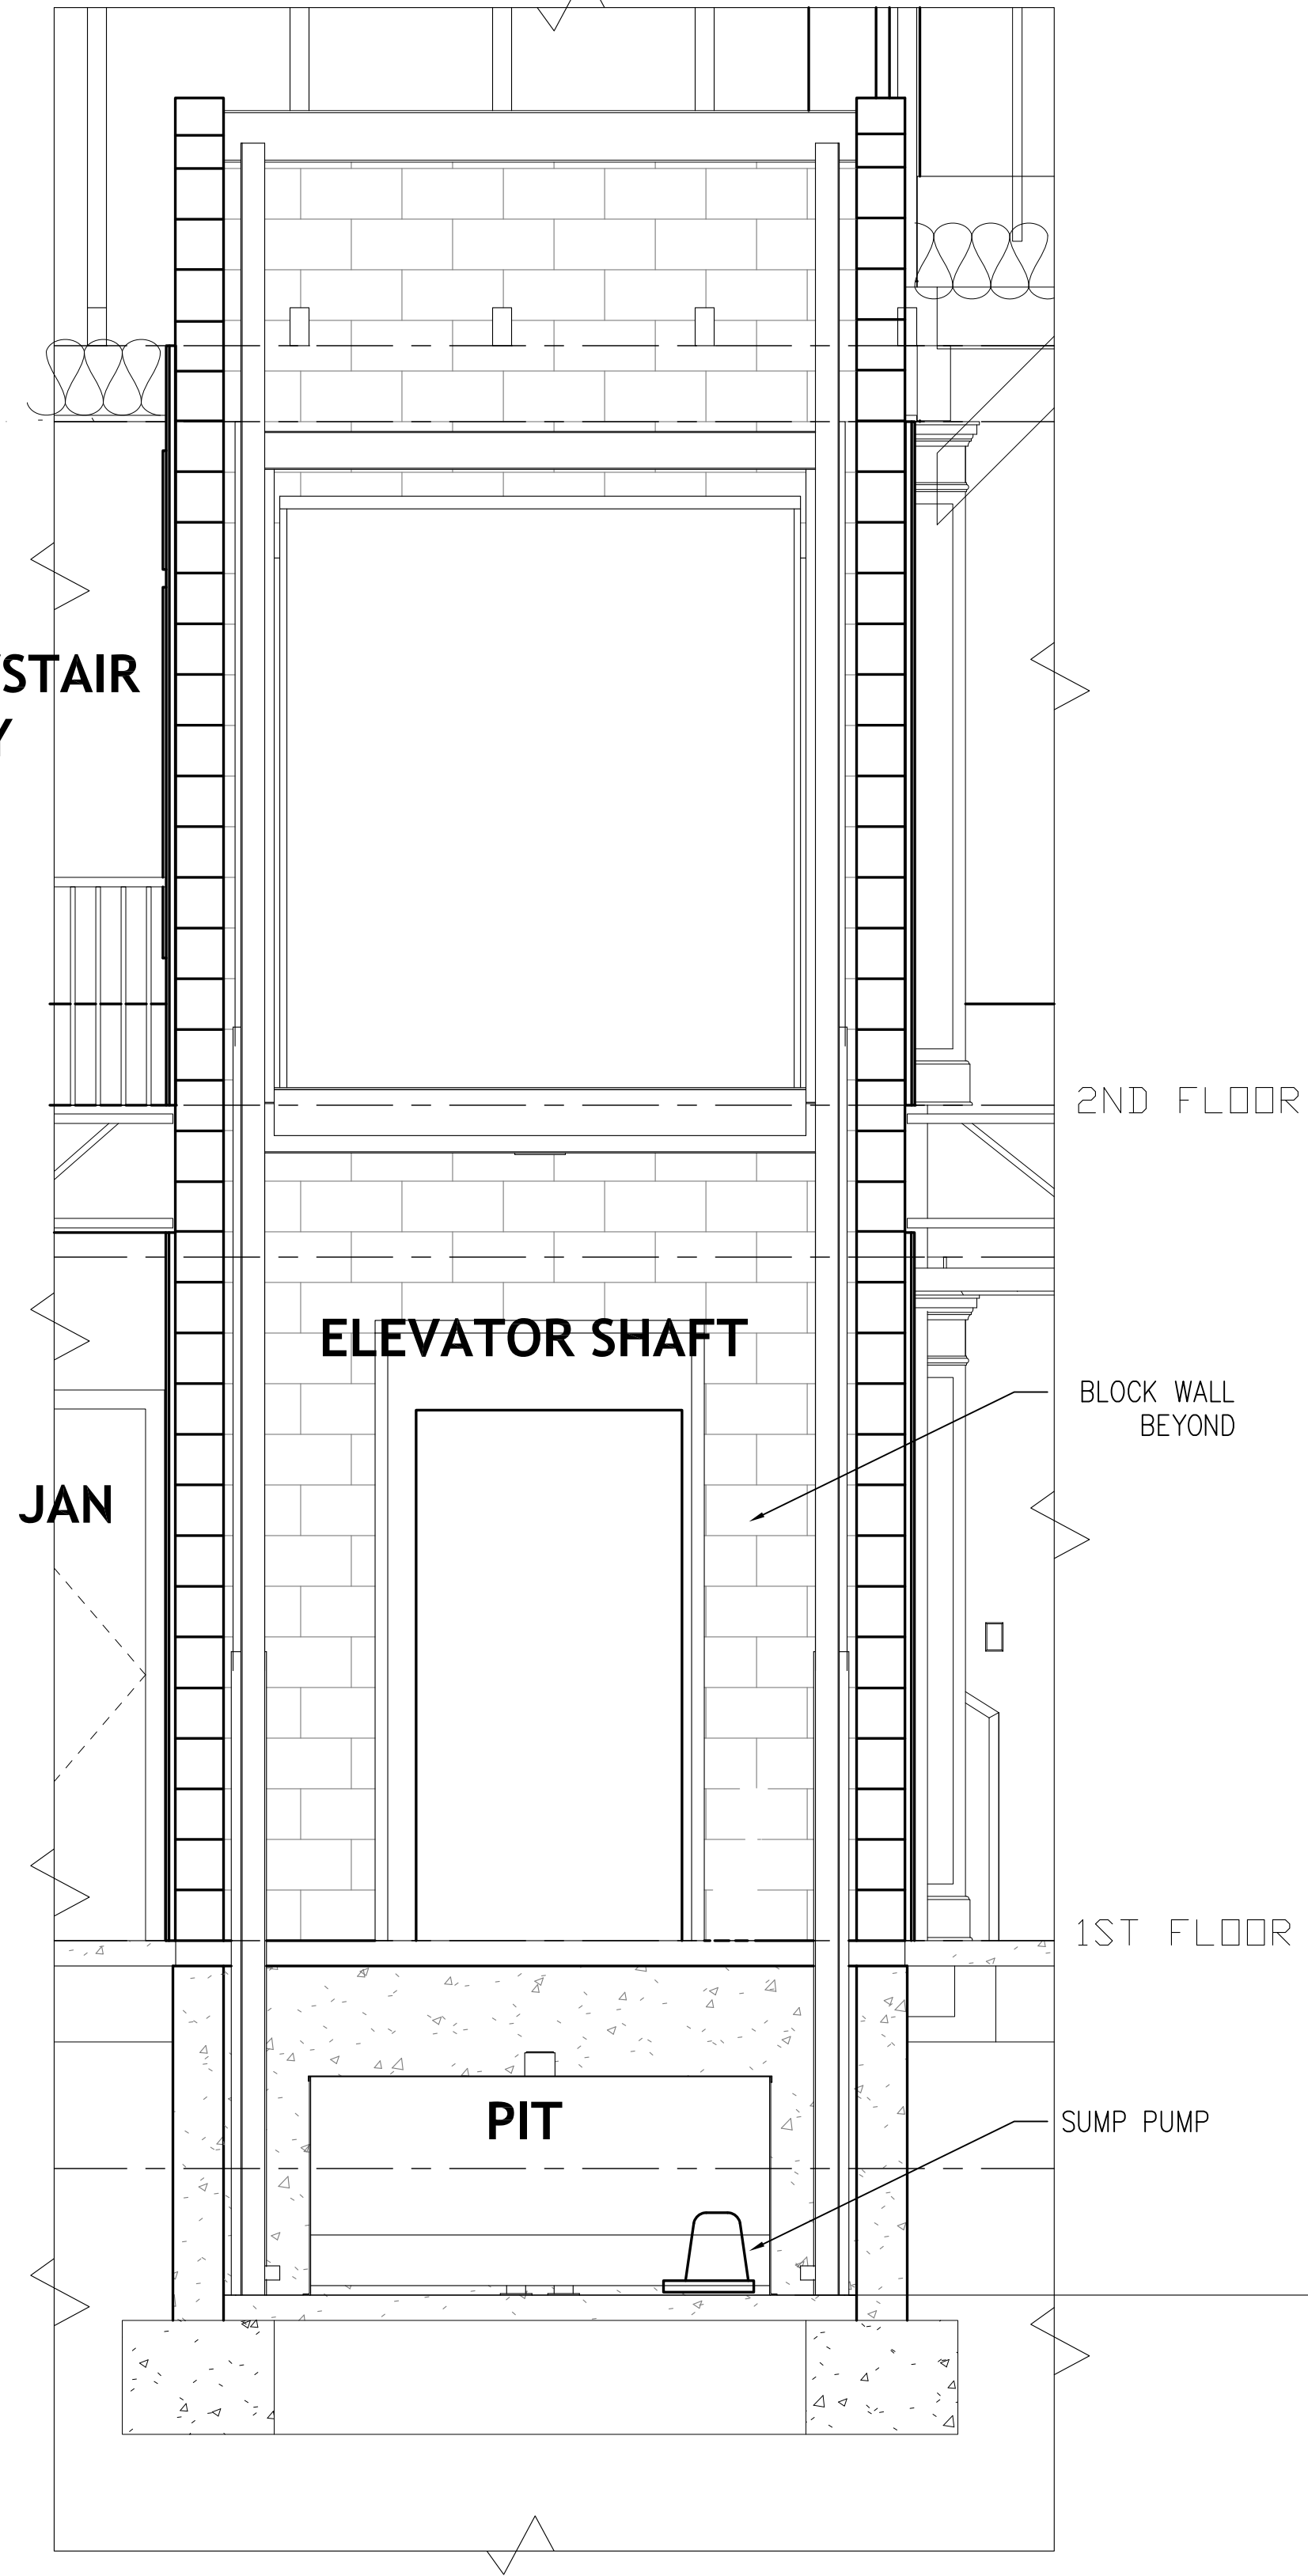 STAIR
Y
2ND FLOOR
ELEVATOR SHAFT
BLOCK WALL
BEYOND
JAN
1ST FLOOR
PIT
SUMP PUMP